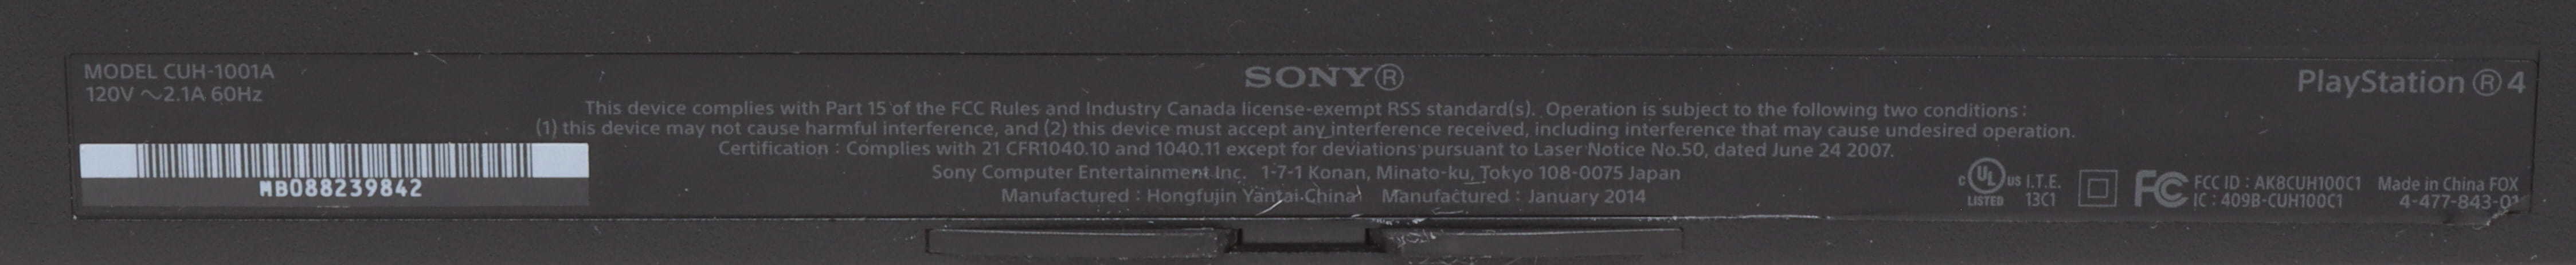 MODEL CUH-1001A
120V ~2.1A 60Hz
MB088239842
SONY®
This device complies with Part 15 of the FCC Rules and Industry Canada license-exempt RSS standard(s). Operation is subject to the following two conditions:
(1) this device may not cause harmful interference, and (2) this device must accept any interference received, including interference that may cause undesired operation.
Certification : Complies with 21 CFR1040.10 and 1040.11 except for deviations pursuant to Laser Notice No.50, dated June 24 2007.
Sony Computer Entertainment Inc. 1-7-1 Konan, Minato-ku, Tokyo 108-0075 Japan
Manufactured : Hongfujin Yantai China Manufactured : January 2014
PlayStation ® 4
c UL us I.T.E.
LISTED 13C1
FC FCC ID : AK8CUH100C1 Made in China FOX
IC : 409B-CUH100C1 4-477-843-01